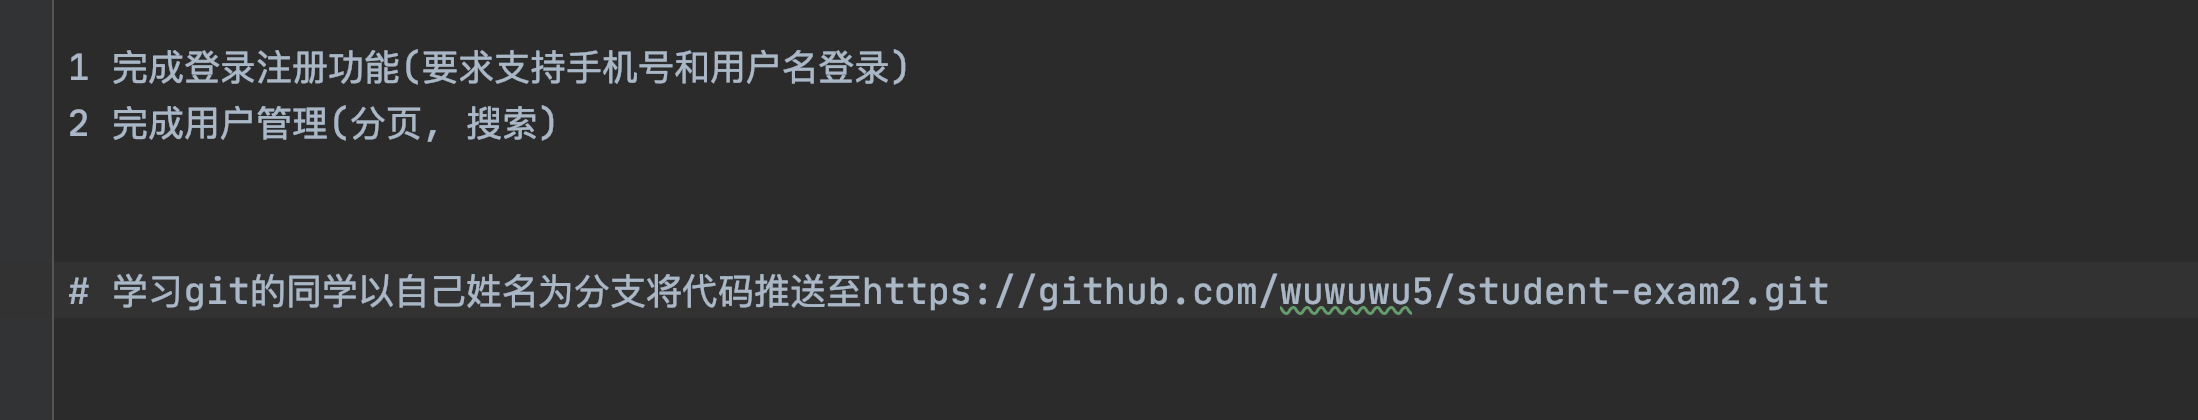 1 完成登录注册功能(要求支持手机号和用户名登录)
2 完成用户管理(分页, 搜索)
# 学习git的同学以自己姓名为分支将代码推送至https://github.com/wuwuwu5/student-exam2.git